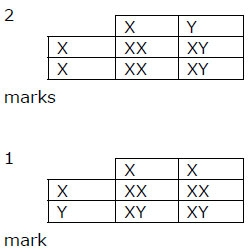 2
X Y
X XX XY
X XX XY
marks
1
X X
X XX XX
Y XY XY
mark